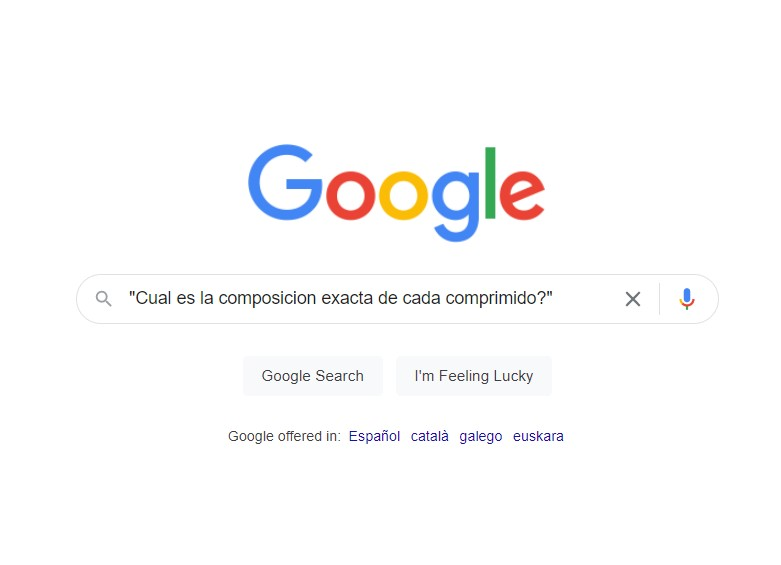 Google
"Cual es la composicion exacta de cada comprimido?"
Google Search I'm Feeling Lucky
Google offered in: Español català galego euskara